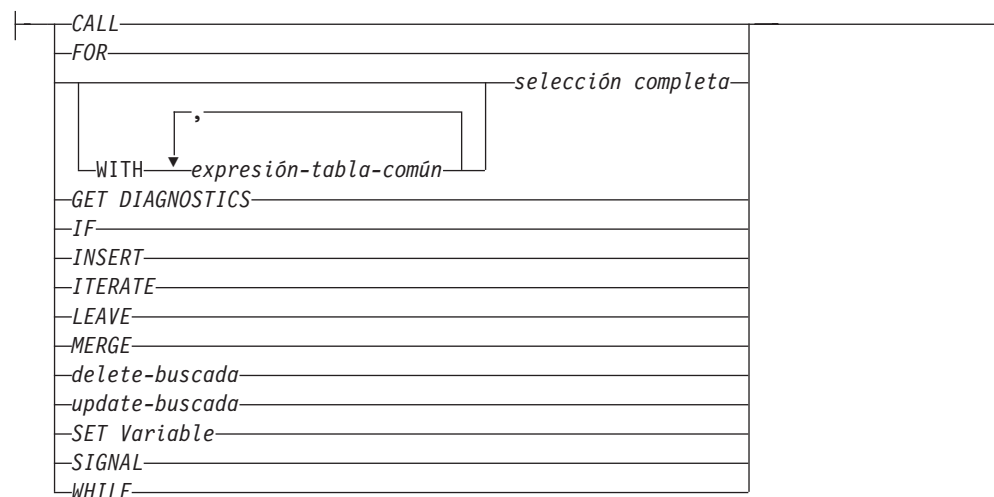 CALL
FOR
selección completa
,
WITH expresión-tabla-común
GET DIAGNOSTICS
IF
INSERT
ITERATE
LEAVE
MERGE
delete-buscada
update-buscada
SET Variable
SIGNAL
WHILE